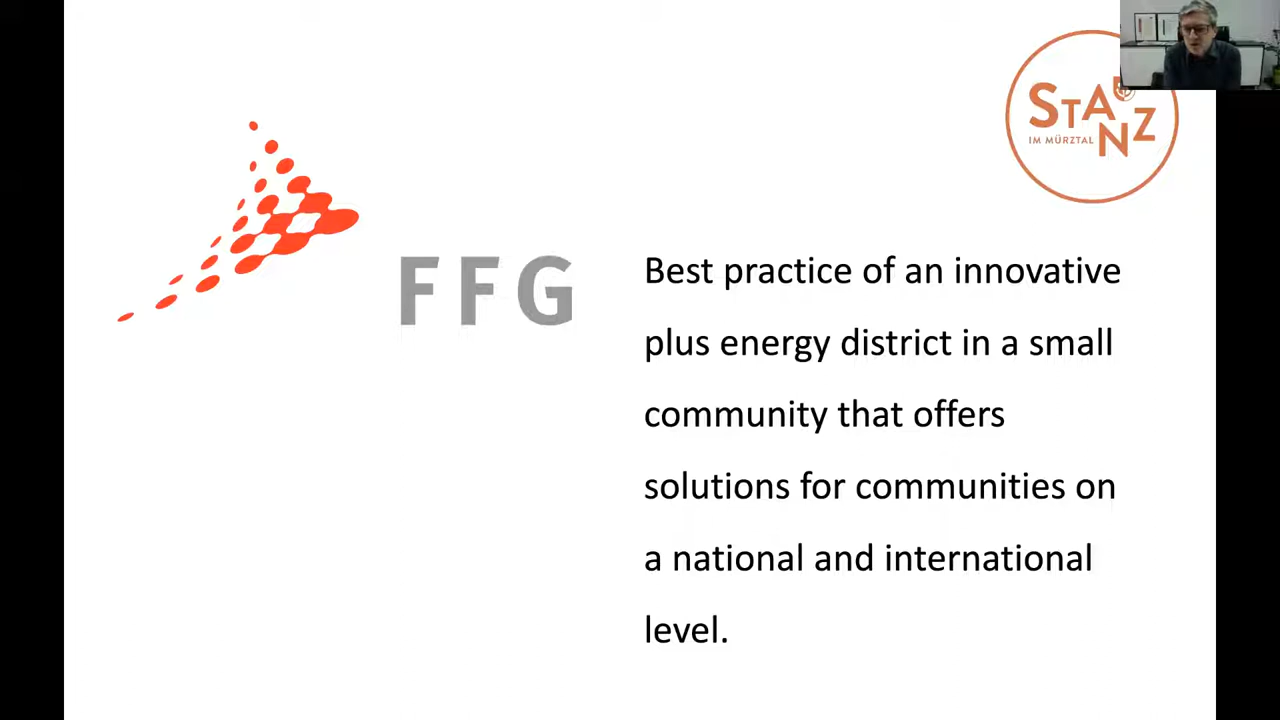 STANZ
IM MÜRZTAL
FFG
Best practice of an innovative
plus energy district in a small
community that offers
solutions for communities on
a national and international
level.